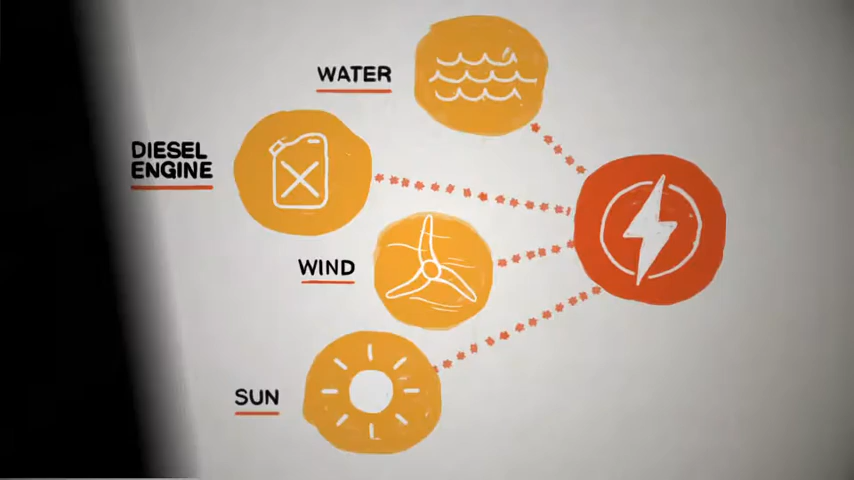 WATER
DIESEL
ENGINE
WIND
SUN